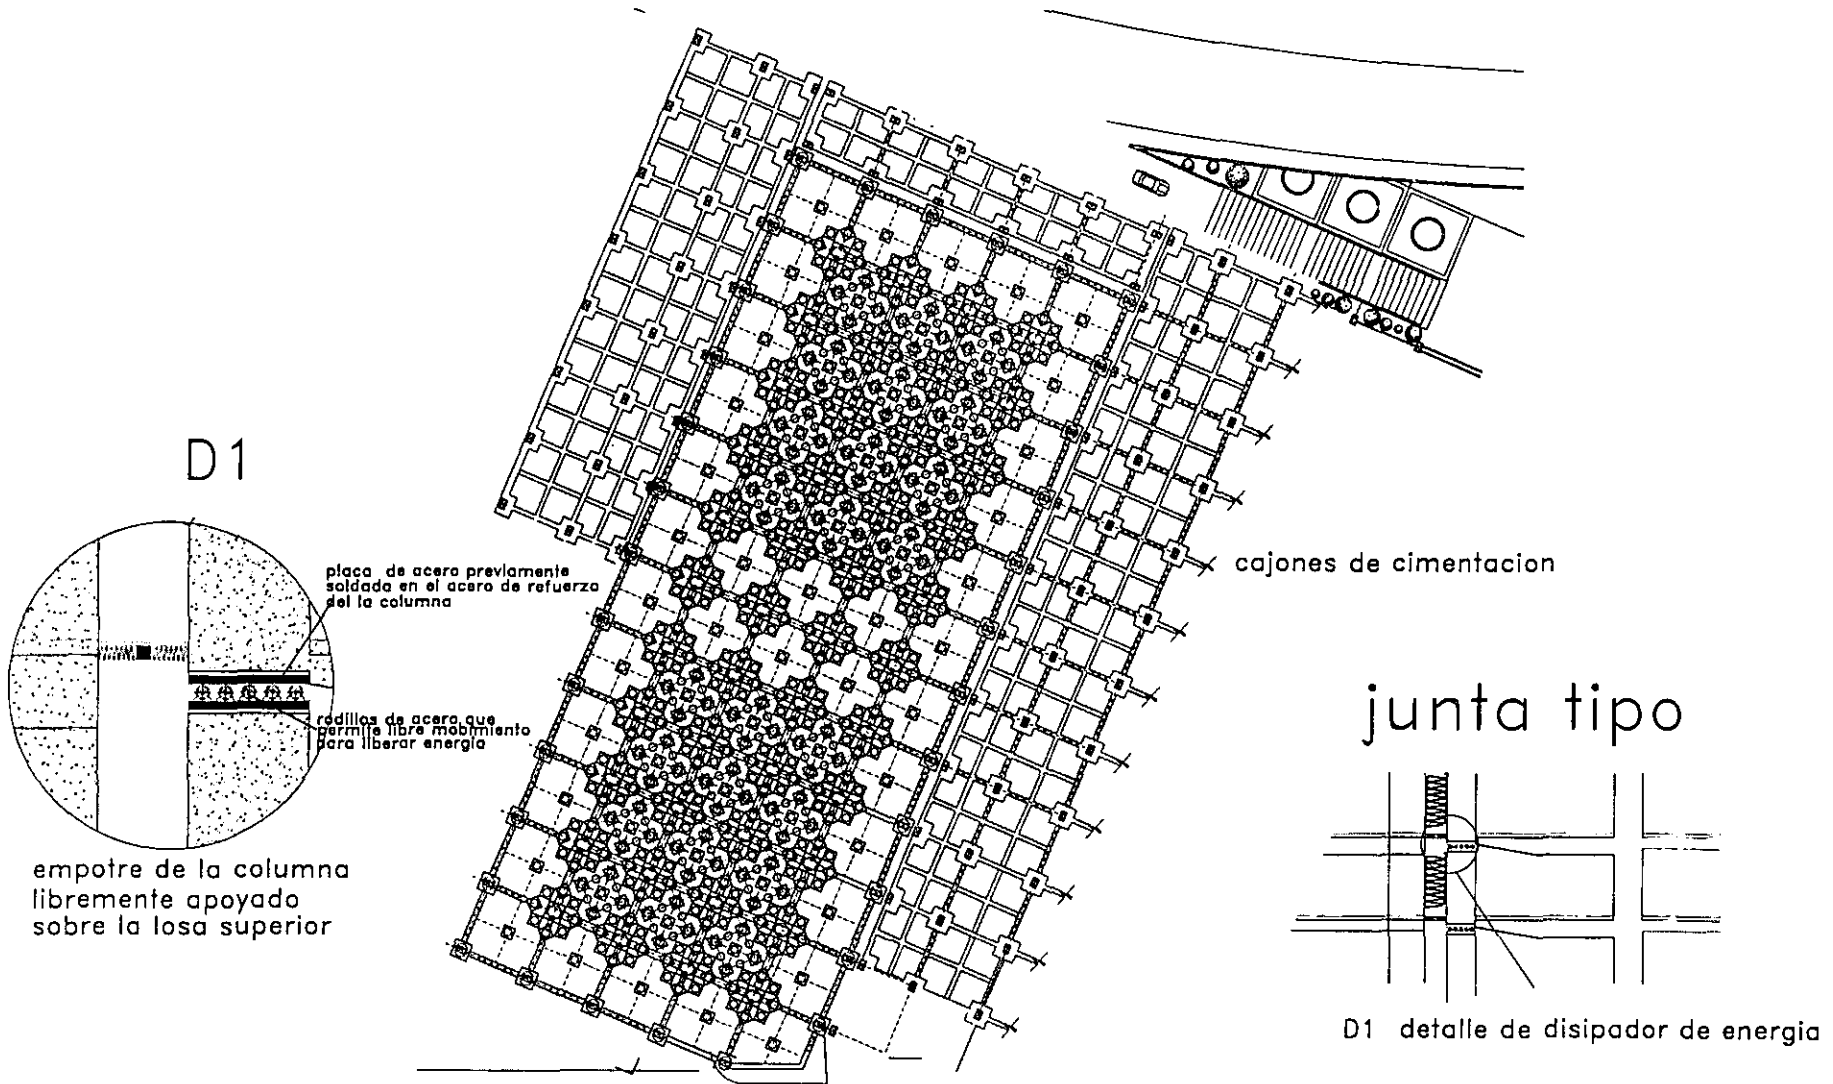 D1
placa de acero previamente
soldada en el acero de refuerzo
del la columna
rodillos de acero que
permite libre mobimiento
para liberar energia
empotre de la columna
libremente apoyado
sobre la losa superior
cajones de cimentacion
junta tipo
D1 detalle de disipador de energia